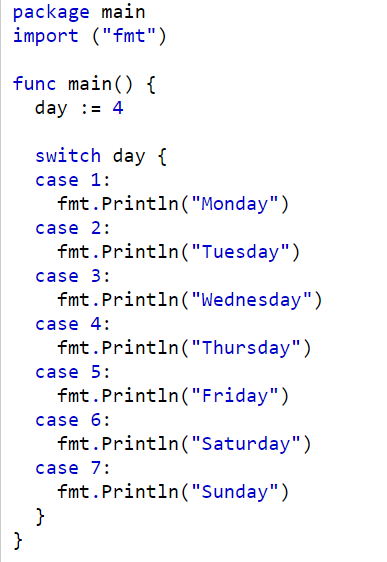 package main
import ("fmt")

func main() {
  day := 4

  switch day {
  case 1:
    fmt.Println("Monday")
  case 2:
    fmt.Println("Tuesday")
  case 3:
    fmt.Println("Wednesday")
  case 4:
    fmt.Println("Thursday")
  case 5:
    fmt.Println("Friday")
  case 6:
    fmt.Println("Saturday")
  case 7:
    fmt.Println("Sunday")
  }
}